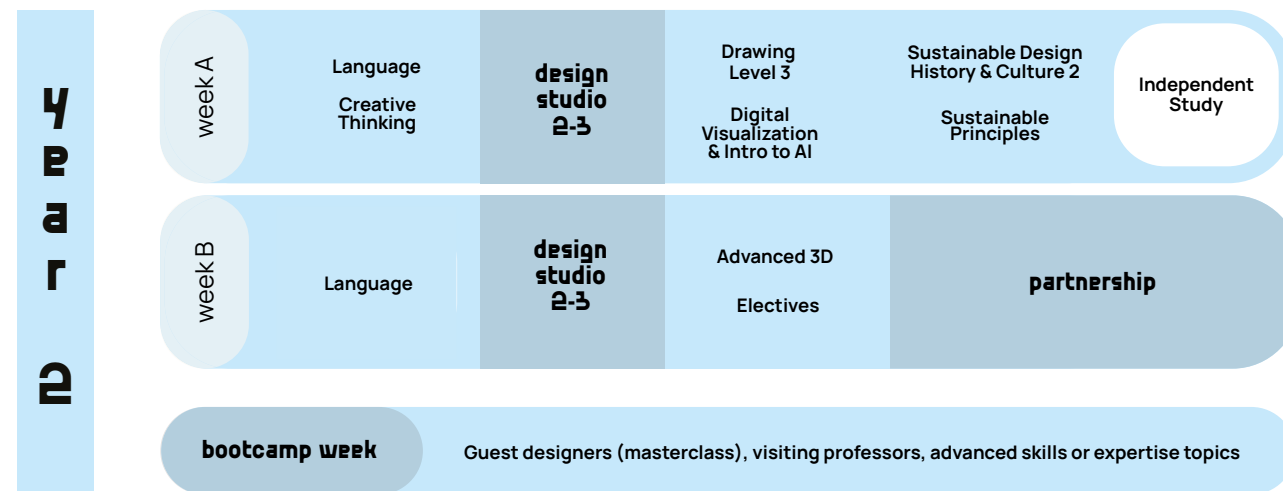 year 2
week A
Language
Creative
Thinking
design
studio
2-3
Drawing
Level 3
Digital
Visualization
& Intro to AI
Sustainable Design
History & Culture 2
Sustainable
Principles
Independent
Study
week B
Language
design
studio
2-3
Advanced 3D
Electives
partnership
bootcamp week
Guest designers (masterclass), visiting professors, advanced skills or expertise topics